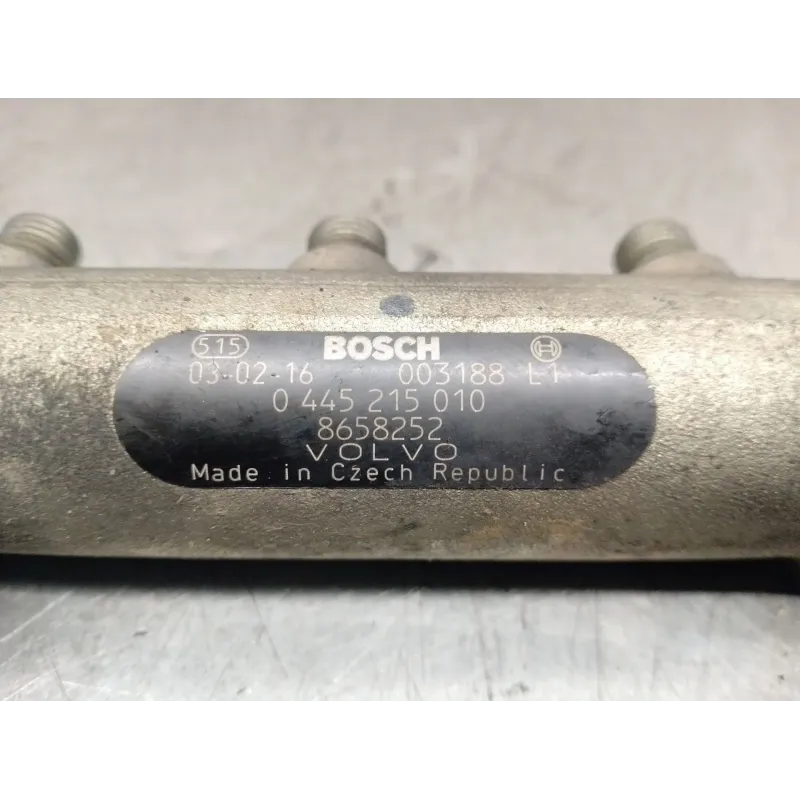 515 BOSCH
03-02-16 003188 L1
0 445 215 010
8658252
VOLVO
Made in Czech Republic